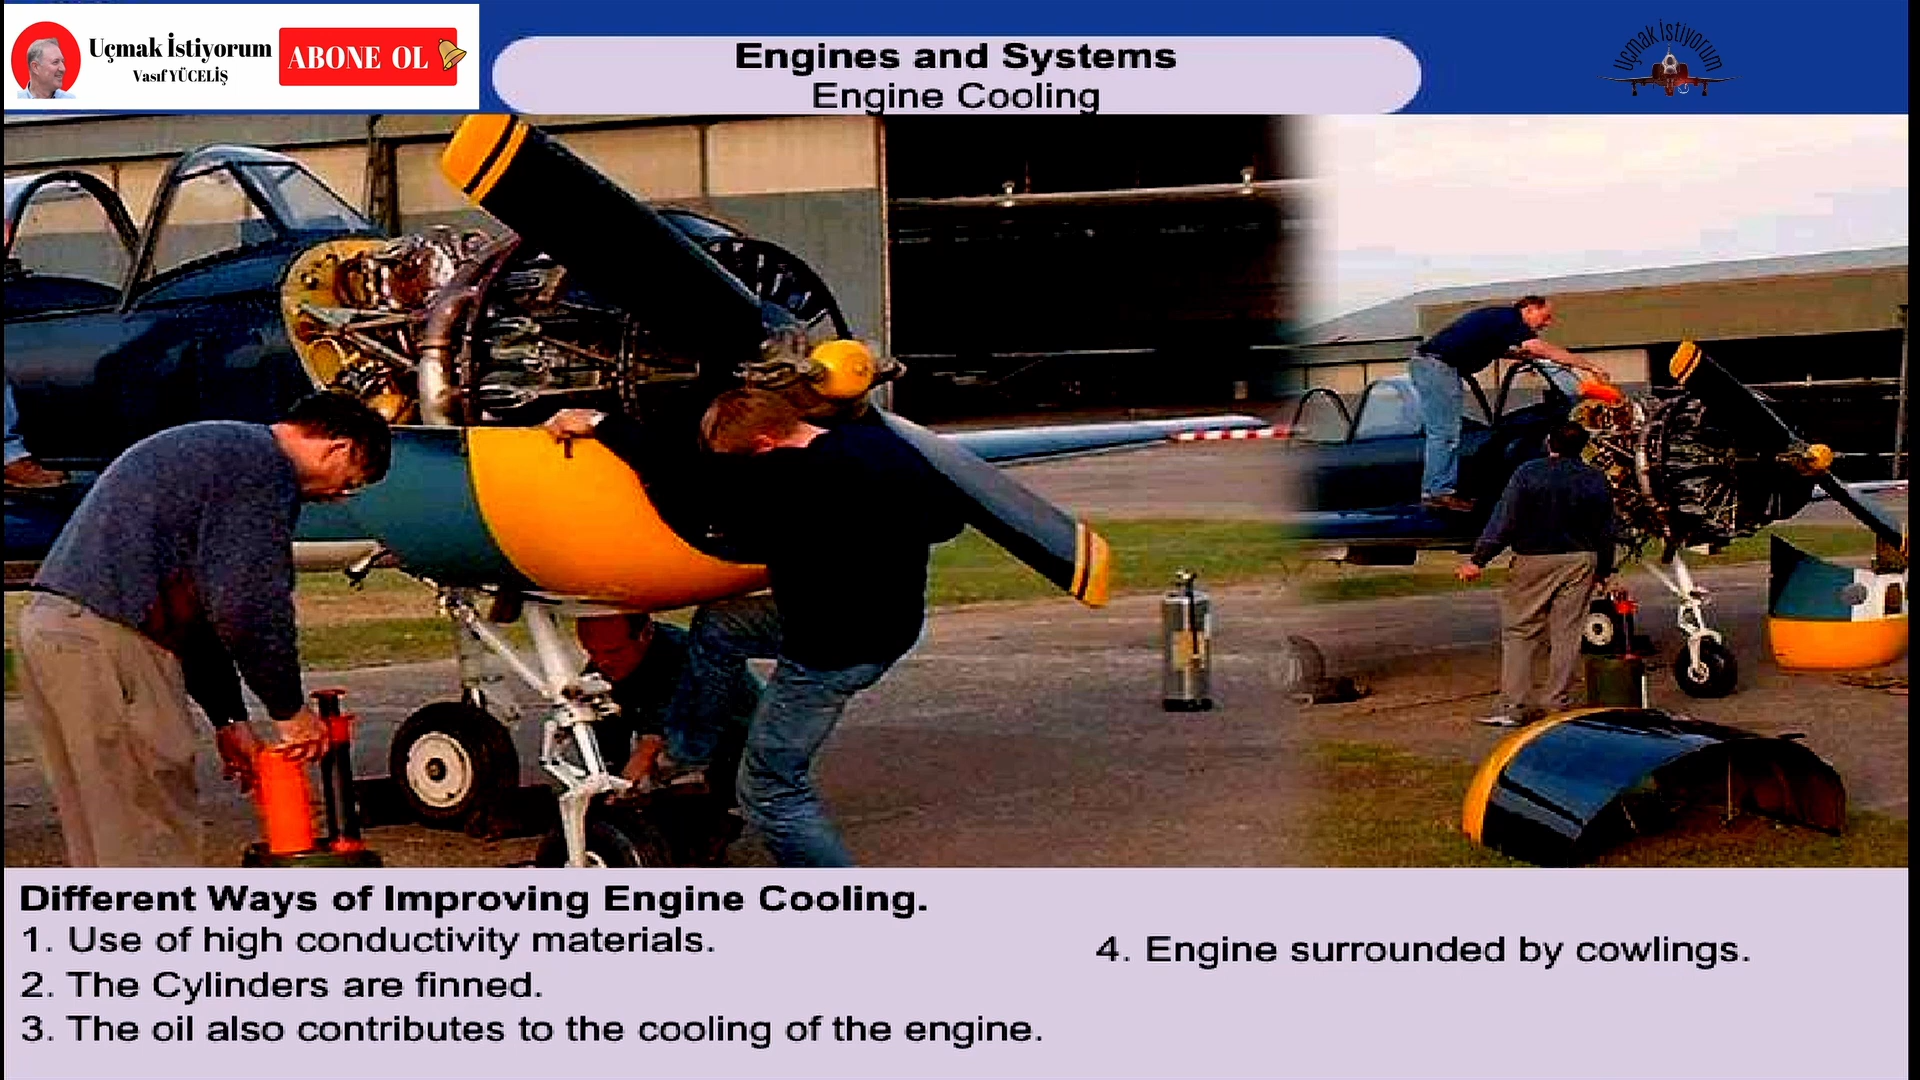 Uçmak İstiyorum
Vasıf YÜCELİŞ
ABONE OL
Engines and Systems
Engine Cooling
Uçmak İstiyorum
Different Ways of Improving Engine Cooling.
1. Use of high conductivity materials.
2. The Cylinders are finned.
3. The oil also contributes to the cooling of the engine.
4. Engine surrounded by cowlings.